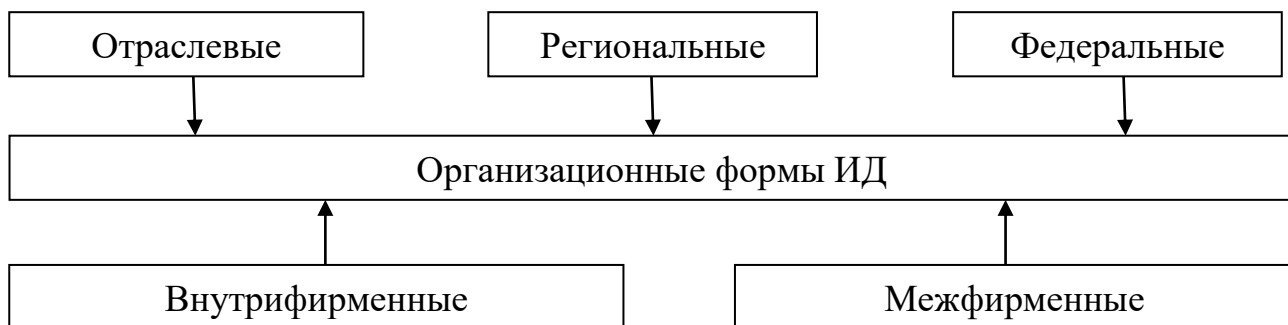 Отраслевые
Региональные
Федеральные
Организационные формы ИД
Внутрифирменные
Межфирменные